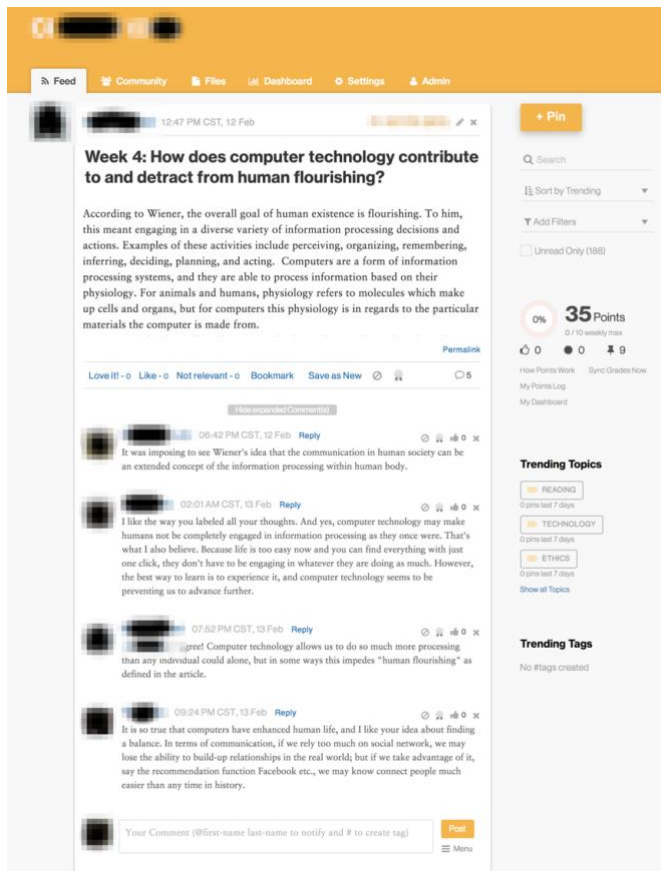 Feed Community Files Dashboard Settings Admin
12:47 PM CST, 12 Feb
Week 4: How does computer technology contribute
to and detract from human flourishing?
According to Wiener, the overall goal of human existence is flourishing. To him,
this meant engaging in a diverse variety of information processing decisions and
actions. Examples of these activities include perceiving, organizing, remembering,
inferring, deciding, planning, and acting. Computers are a form of information
processing systems, and they are able to process information based on their
physiology. For animals and humans, physiology refers to molecules which make
up cells and organs, but for computers this physiology is in regards to the particular
materials the computer is made from.
Permalink
Love it! - 0 Like - 0 Not relevant - 0 Bookmark Save as New 5
Hide expanded Comment(s)
06:42 PM CST, 12 Feb Reply
0 ×
It was imposing to see Wiener's idea that the communication in human society can be
an extended concept of the information processing within human body.
02:01 AM CST, 13 Feb Reply
0 ×
I like the way you labeled all your thoughts. And yes, computer technology may make
humans not be completely engaged in information processing as they once were. That's
what I also believe. Because life is too easy now and you can find everything with just
one click, they don't have to be engaging in whatever they are doing as much. However,
the best way to learn is to experience it, and computer technology seems to be
preventing us to advance further.
07:52 PM CST, 13 Feb Reply
0 ×
gree! Computer technology allows us to do so much more processing
than any individual could alone, but in some ways this impedes "human flourishing" as
defined in the article.
09:24 PM CST, 13 Feb Reply
0 ×
It is so true that computers have enhanced human life, and I like your idea about finding
a balance. In terms of communication, if we rely too much on social network, we may
lose the ability to build-up relationships in the real world; but if we take advantage of it,
say the recommendation function Facebook etc., we may know connect people much
easier than any time in history.
Your Comment (@first-name last-name to notify and # to create tag)
Post
Menu
+ Pin
Search
Sort by Trending
Add Filters
Unread Only (188)
0%
35 Points
0 / 10 weekly max
0 0 9
How Points Work Sync Grades Now
My Points Log
My Dashboard
Trending Topics
READING
0 pins last 7 days
TECHNOLOGY
0 pins last 7 days
ETHICS
0 pins last 7 days
Show all Topics
Trending Tags
No #tags created